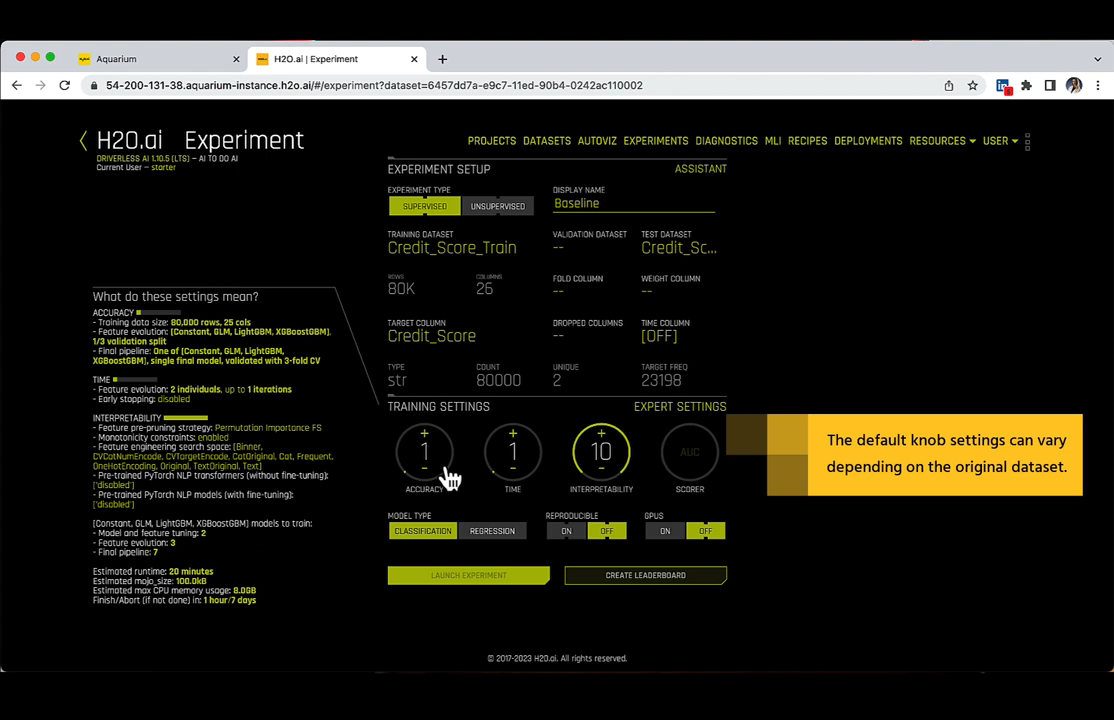 Aquarium
H2O.ai | Experiment
54-200-131-38.aquarium-instance.h2o.ai/#/experiment?dataset=6457dd7a-e9c7-11ed-90b4-0242ac110002
H2O.ai Experiment
DRIVERLESS AI 1.10.5 (LTS) — AI TO DO AI
Current User — starter
PROJECTS DATASETS AUTOVIZ EXPERIMENTS DIAGNOSTICS MLI RECIPES DEPLOYMENTS RESOURCES USER
EXPERIMENT SETUP
ASSISTANT
EXPERIMENT TYPE
SUPERVISED UNSUPERVISED
DISPLAY NAME
Baseline
TRAINING DATASET
Credit_Score_Train
VALIDATION DATASET
--
TEST DATASET
Credit_Sc...
ROWS
80K
COLUMNS
26
FOLD COLUMN
--
WEIGHT COLUMN
--
TARGET COLUMN
Credit_Score
DROPPED COLUMNS
--
TIME COLUMN
[OFF]
TYPE
str
COUNT
80000
UNIQUE
2
TARGET FREQ
23198
What do these settings mean?
ACCURACY
- Training data size: 80,000 rows, 25 cols
- Feature evolution: [Constant, GLM, LightGBM, XGBoostGBM],
1/3 validation split
- Final pipeline: One of [Constant, GLM, LightGBM,
XGBoostGBM], single final model, validated with 3-fold CV
TIME
- Feature evolution: 2 individuals, up to 1 iterations
- Early stopping: disabled
INTERPRETABILITY
- Feature pre-pruning strategy: Permutation Importance FS
- Monotonicity constraints: enabled
- Feature engineering search space: [Binner,
CVCatNumEncode, CVTargetEncode, CatOriginal, Cat, Frequent,
OneHotEncoding, Original, TextOriginal, Text]
- Pre-trained PyTorch NLP transformers (without fine-tuning):
['disabled']
- Pre-trained PyTorch NLP models (with fine-tuning):
['disabled']
[Constant, GLM, LightGBM, XGBoostGBM] models to train:
- Model and feature tuning: 2
- Feature evolution: 3
- Final pipeline: 7
Estimated runtime: 20 minutes
Estimated mojo_size: 100.0kB
Estimated max CPU memory usage: 8.0GB
Finish/Abort (if not done) in: 1 hour/7 days
TRAINING SETTINGS
EXPERT SETTINGS
+
1
-
ACCURACY
+
1
-
TIME
+
10
-
INTERPRETABILITY
AUC
SCORER
MODEL TYPE
CLASSIFICATION REGRESSION
REPRODUCIBLE
ON OFF
GPUS
ON OFF
LAUNCH EXPERIMENT
CREATE LEADERBOARD
The default knob settings can vary
depending on the original dataset.
© 2017-2023 H2O.ai. All rights reserved.